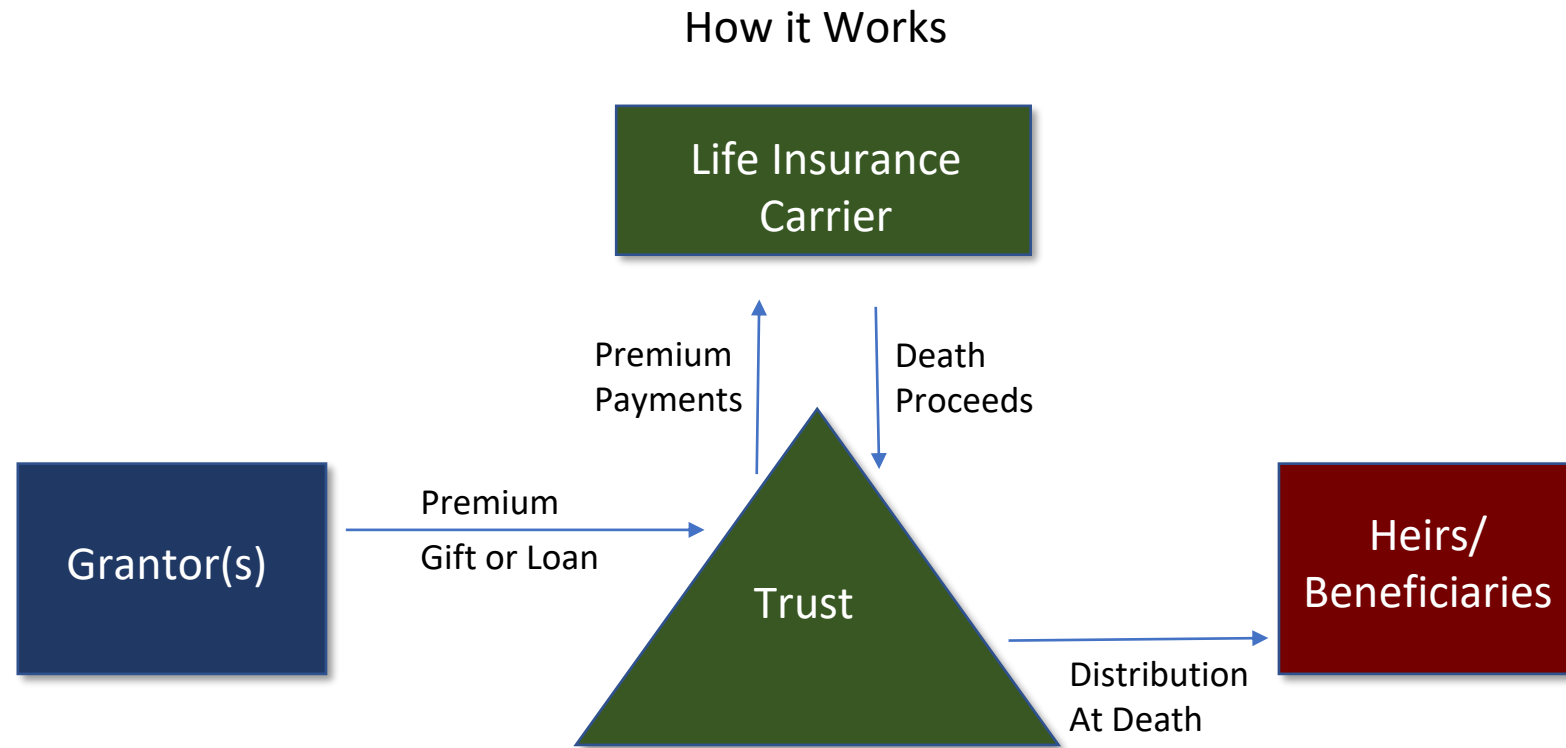 How it Works
Life Insurance
Carrier
Premium
Payments
Death
Proceeds
Grantor(s)
Premium
Gift or Loan
Trust
Heirs/
Beneficiaries
Distribution
At Death